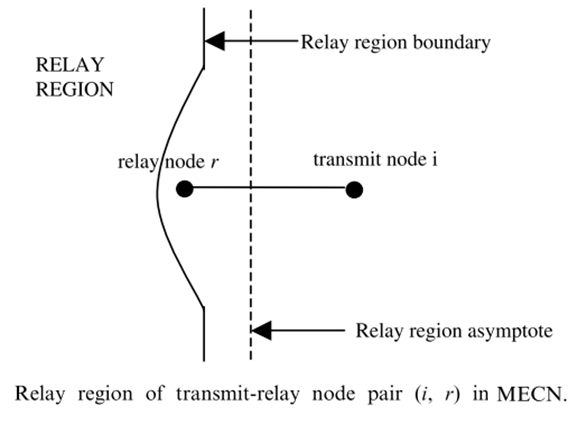 Relay region boundary
RELAY
REGION
relay node r
transmit node i
Relay region asymptote
Relay region of transmit-relay node pair (i, r) in MECN.